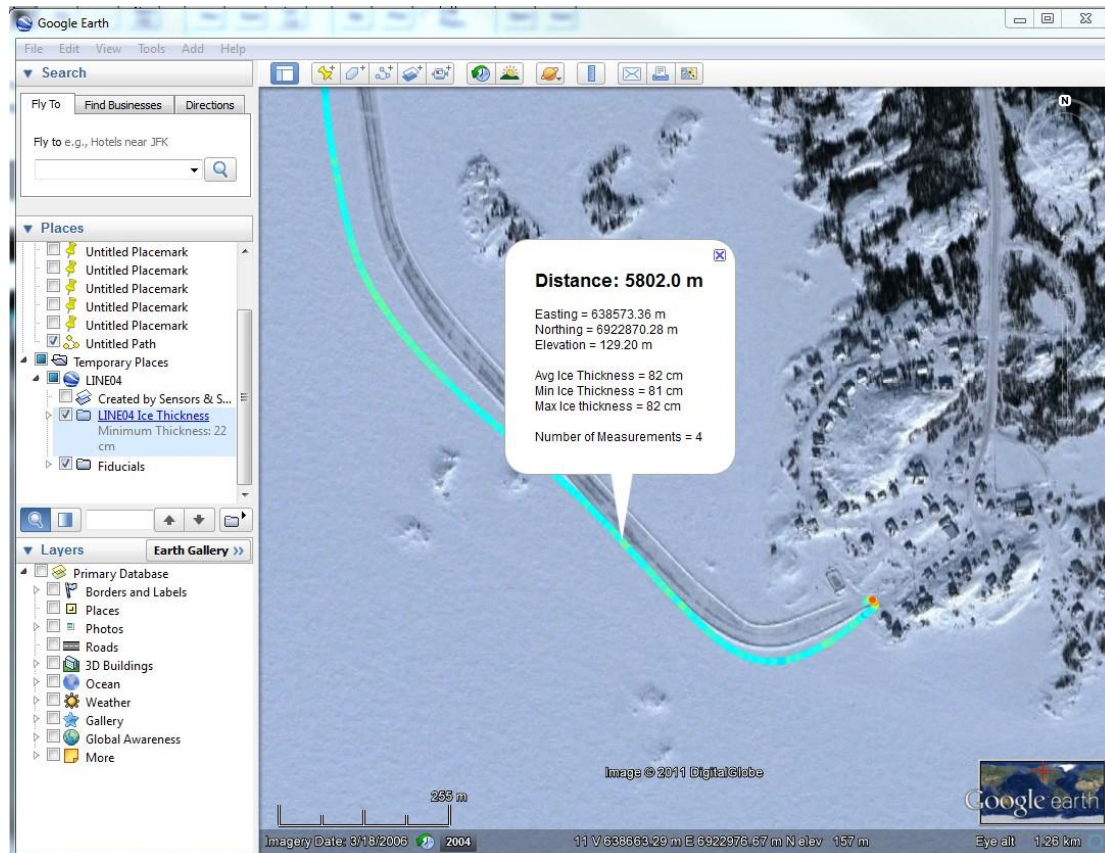 Google Earth
File Edit View Tools Add Help
Search
Fly To Find Businesses Directions
Fly to e.g., Hotels near JFK
Places
Untitled Placemark
Untitled Placemark
Untitled Placemark
Untitled Placemark
Untitled Placemark
Untitled Path
Temporary Places
LINE04
Created by Sensors & S...
LINE04 Ice Thickness
Minimum Thickness: 22
cm
Fiducials
Layers
Earth Gallery >>
Primary Database
Borders and Labels
Places
Photos
Roads
3D Buildings
Ocean
Weather
Gallery
Global Awareness
More
N
Distance: 5802.0 m
Easting = 638573.36 m
Northing = 6922870.28 m
Elevation = 129.20 m
Avg Ice Thickness = 82 cm
Min Ice Thickness = 81 cm
Max Ice thickness = 82 cm
Number of Measurements = 4
Image © 2011 DigitalGlobe
255 m
Google earth
Imagery Date: 3/18/2006 2004 11 V 638663.29 m E 6922976.67 m N elev 157 m Eye alt 1.26 km